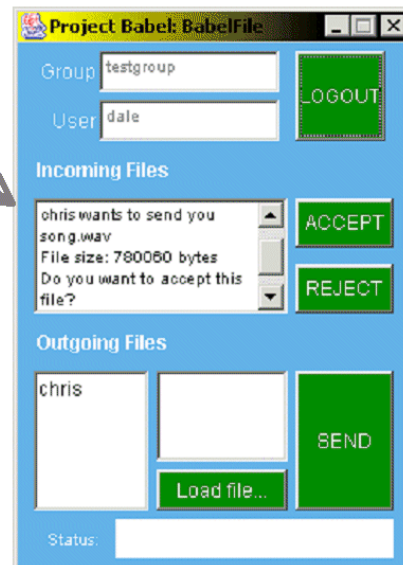 Project Babel: BabelFile
Group testgroup
LOGOUT
User dale
Incoming Files
chris wants to send you
song.wav
File size: 780060 bytes
Do you want to accept this
file?
ACCEPT
REJECT
Outgoing Files
chris
SEND
Load file...
Status: